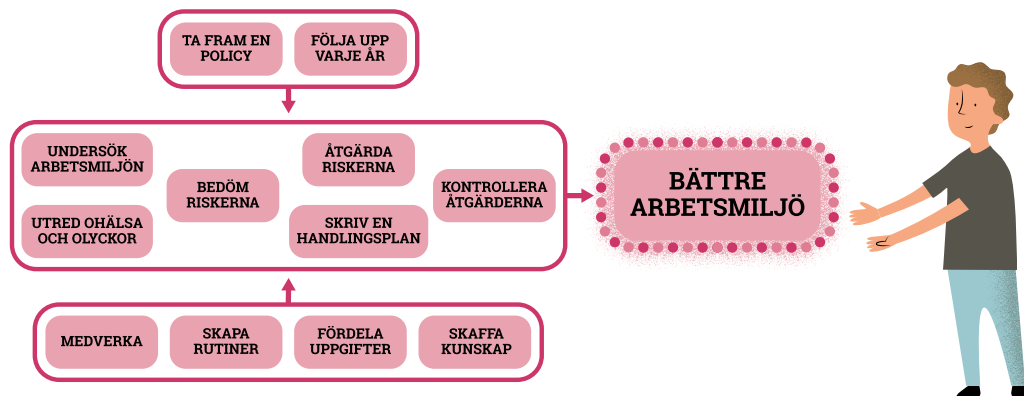 TA FRAM EN
POLICY
FÖLJA UPP
VARJE ÅR
UNDERSÖK
ARBETSMILJÖN
UTRED OHÄLSA
OCH OLYCKOR
BEDÖM
RISKERNA
ÅTGÄRDA
RISKERNA
SKRIV EN
HANDLINGSPLAN
KONTROLLERA
ÅTGÄRDERNA
BÄTTRE
ARBETSMILJÖ
MEDVERKA
SKAPA
RUTINER
FÖRDELA
UPPGIFTER
SKAFFA
KUNSKAP